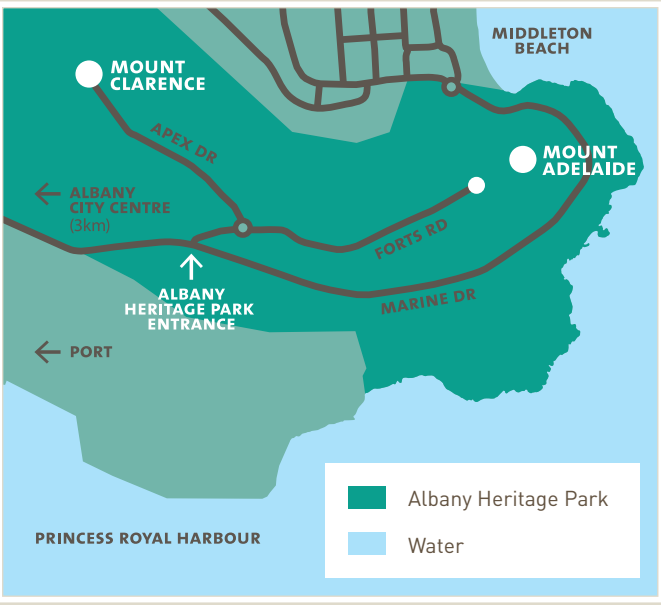 MIDDLETON
BEACH
MOUNT
CLARENCE
APEX DR
MOUNT
ADELAIDE
ALBANY
CITY CENTRE
(3km)
FORTS RD
ALBANY
HERITAGE PARK
ENTRANCE
MARINE DR
PORT
Albany Heritage Park
Water
PRINCESS ROYAL HARBOUR